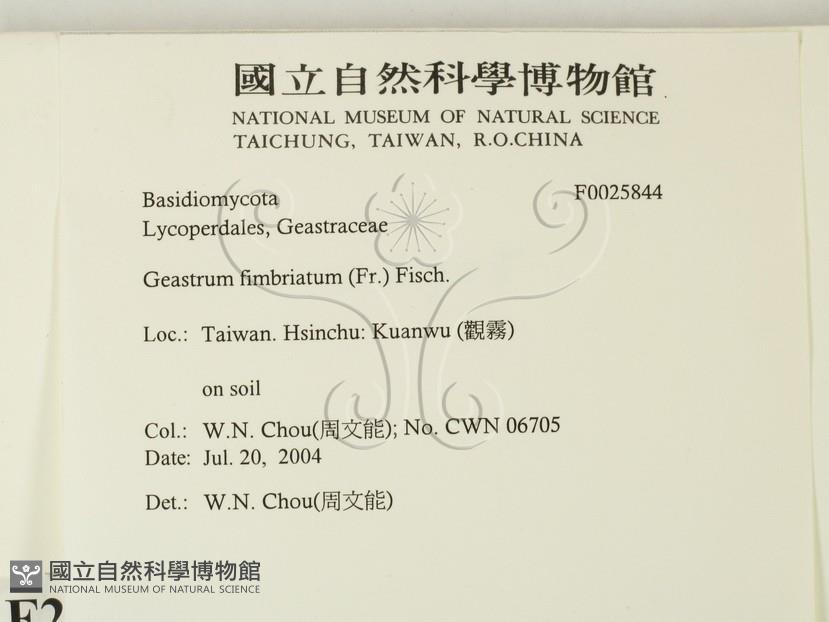 國立自然科學博物館
NATIONAL MUSEUM OF NATURAL SCIENCE
TAICHUNG, TAIWAN, R.O.CHINA
Basidiomycota F0025844
Lycoperdales, Geastraceae
Geastrum fimbriatum (Fr.) Fisch.
Loc.: Taiwan. Hsinchu: Kuanwu (觀霧)
on soil
Col.: W.N. Chou(周文能); No. CWN 06705
Date: Jul. 20, 2004
Det.: W.N. Chou(周文能)
國立自然科學博物館
NATIONAL MUSEUM OF NATURAL SCIENCE